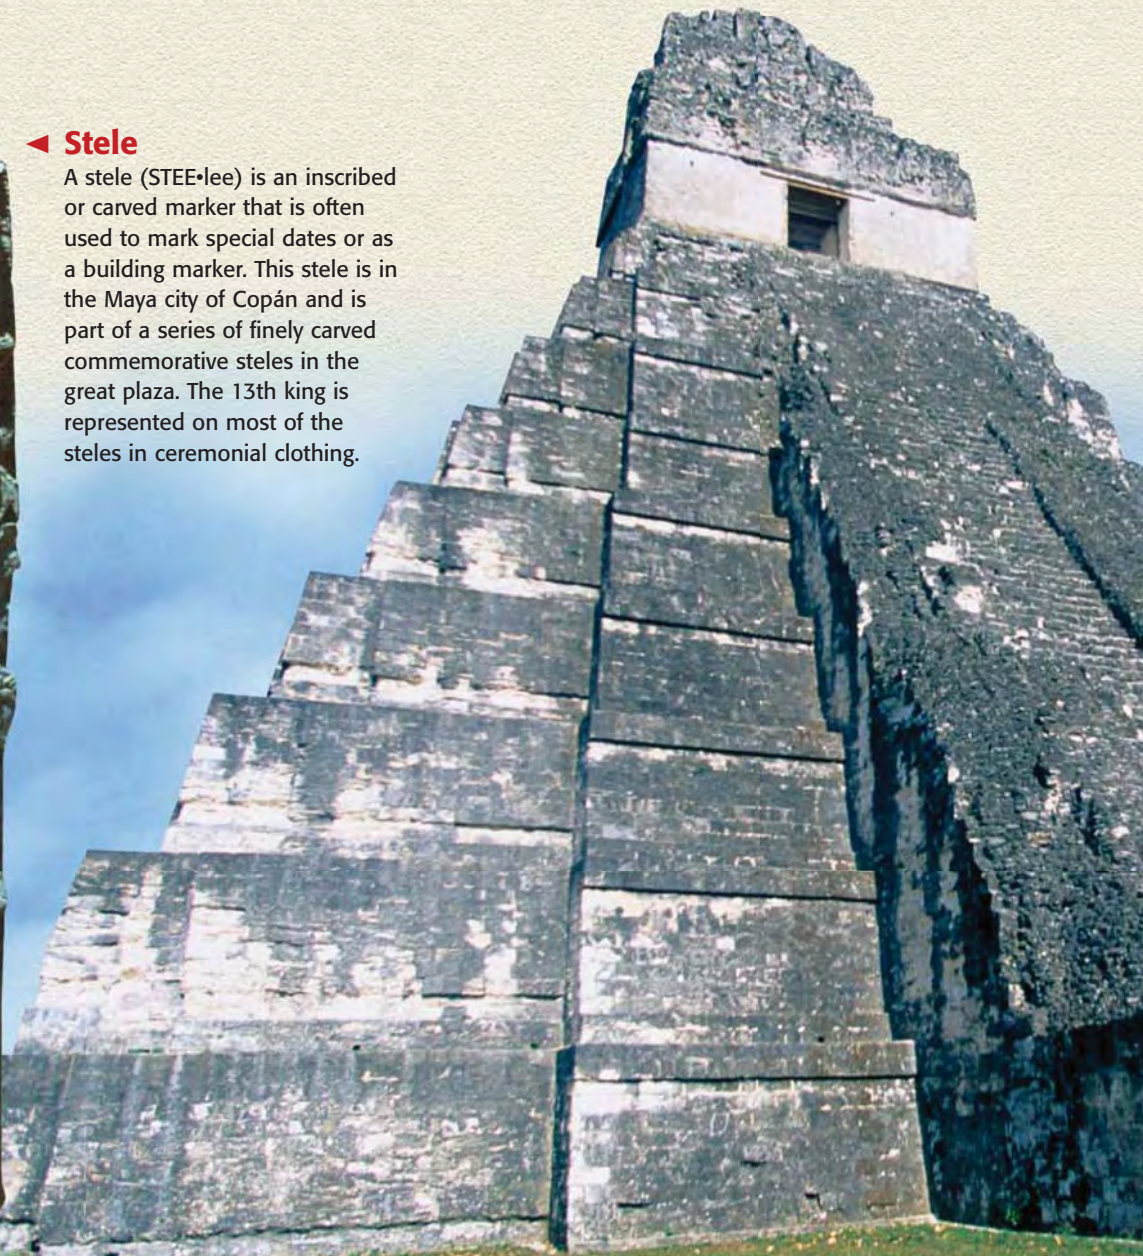 Stele
A stele (STEE•lee) is an inscribed
or carved marker that is often
used to mark special dates or as
a building marker. This stele is in
the Maya city of Copán and is
part of a series of finely carved
commemorative steles in the
great plaza. The 13th king is
represented on most of the
steles in ceremonial clothing.